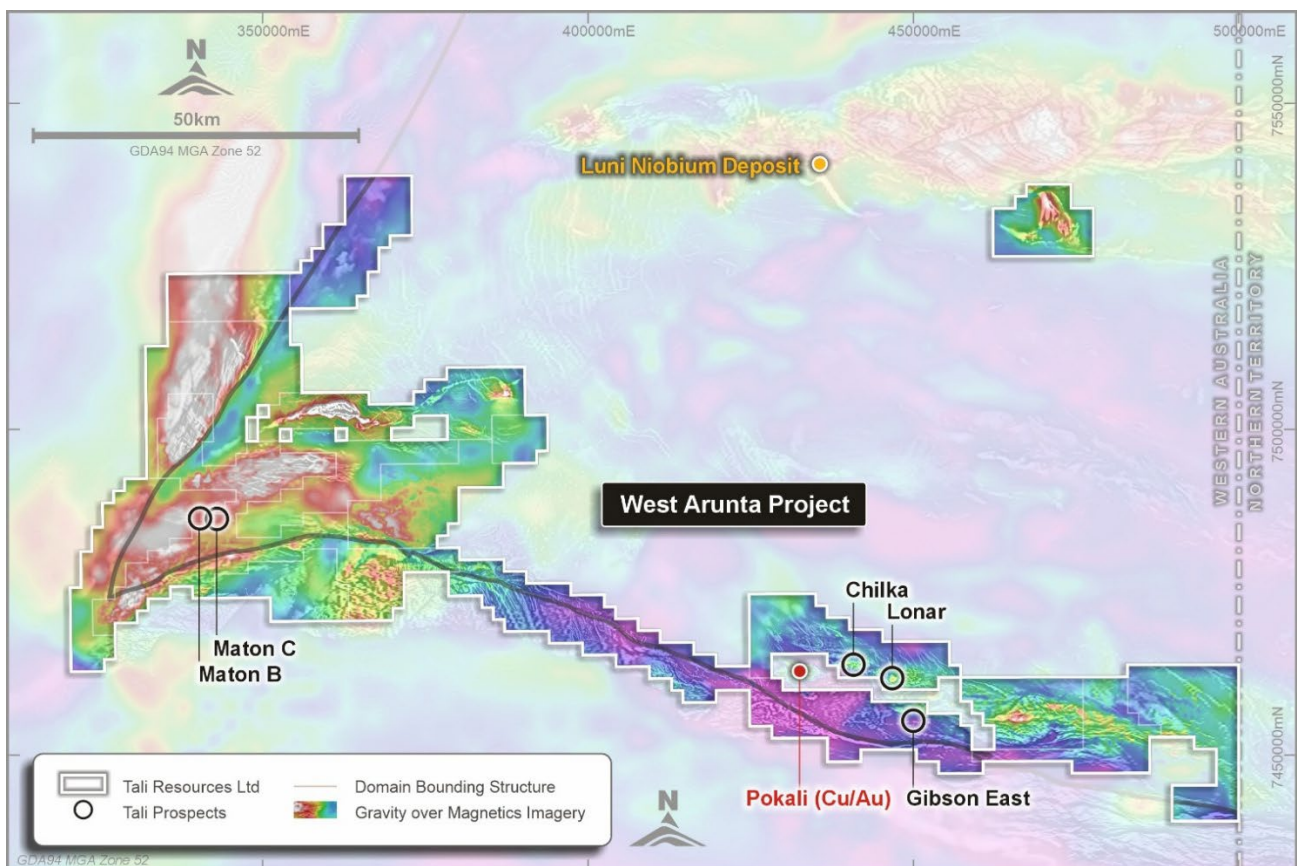 350000mE
400000mE
450000mE
500000mE
N
50km
GDA94 MGA Zone 52
7550000mN
Luni Niobium Deposit
WESTERN AUSTRALIA
NORTHERN TERRITORY
7500000mN
West Arunta Project
Chilka
Lonar
Maton C
Maton B
Pokali (Cu/Au)
Gibson East
7450000mN
Tali Resources Ltd
Domain Bounding Structure
Tali Prospects
Gravity over Magnetics Imagery
N
GDA94 MGA Zone 52